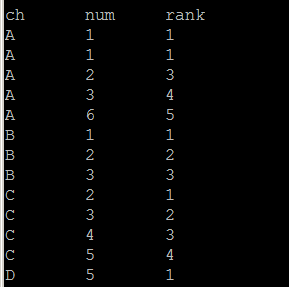 ch num rank
A 1 1
A 1 1
A 2 3
A 3 4
A 6 5
B 1 1
B 2 2
B 3 3
C 2 1
C 3 2
C 4 3
C 5 4
D 5 1